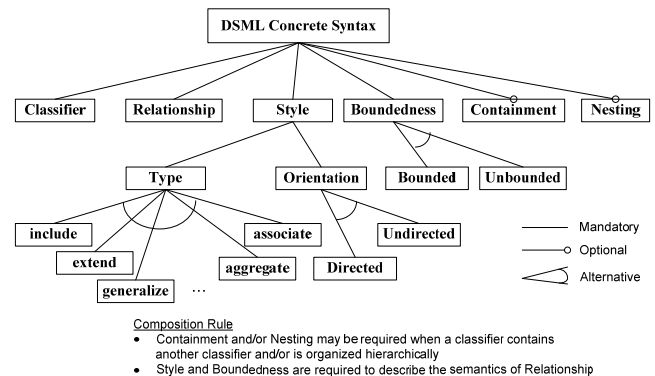 DSML Concrete Syntax
Classifier
Relationship
Style
Boundedness
Containment
Nesting
Type
Orientation
Bounded
Unbounded
include
extend
generalize
...
aggregate
associate
Directed
Undirected
Mandatory
Optional
Alternative
Composition Rule
• Containment and/or Nesting may be required when a classifier contains
another classifier and/or is organized hierarchically
• Style and Boundedness are required to describe the semantics of Relationship